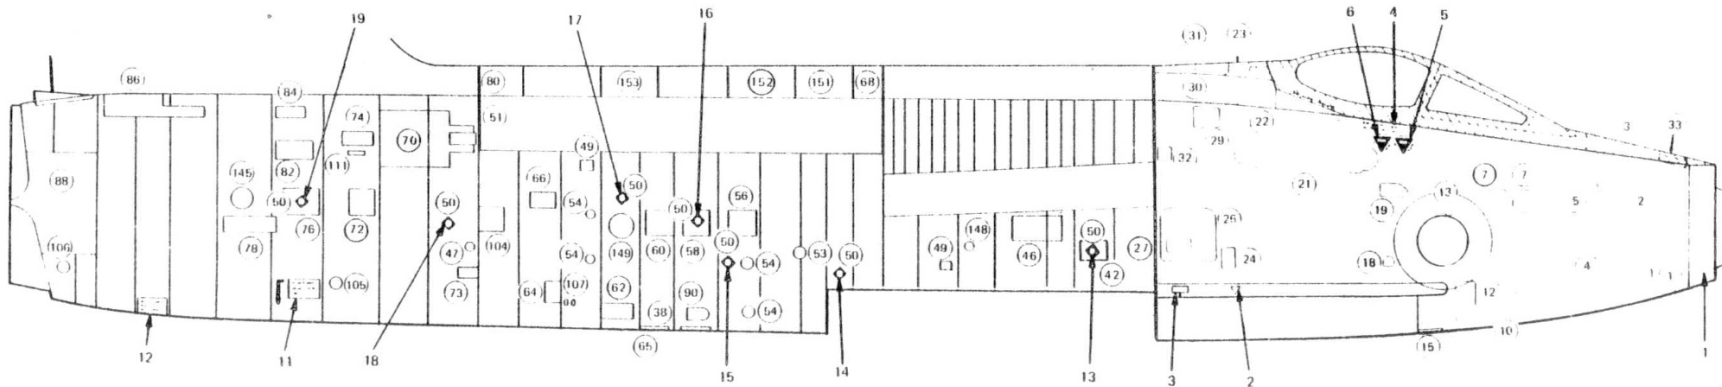 19 17 16 6 4 5
(31) (23)
(86) (80) (153) (152) (151) (68)
(84) (30)
(74) (51) (22) 3 33
(70) (29)
(111) (49) (32)
(88) (145) (82) (66) (50) (56) (21) (7) (7)
(50) (50) (54) (50) (13) 5 2
(78) (76) (72) (19) (26)
(106) (47) (104) (54) (149) (60) (58) (50) (53) (50) (49) (148) (46) (50) (27) (24) (18) 4
(105) (73) (64) (107) (62) (90) (54) (42) 11
(38) (54) (12)
(65) (15) 10
12 11 18 15 14 13 3 2 1